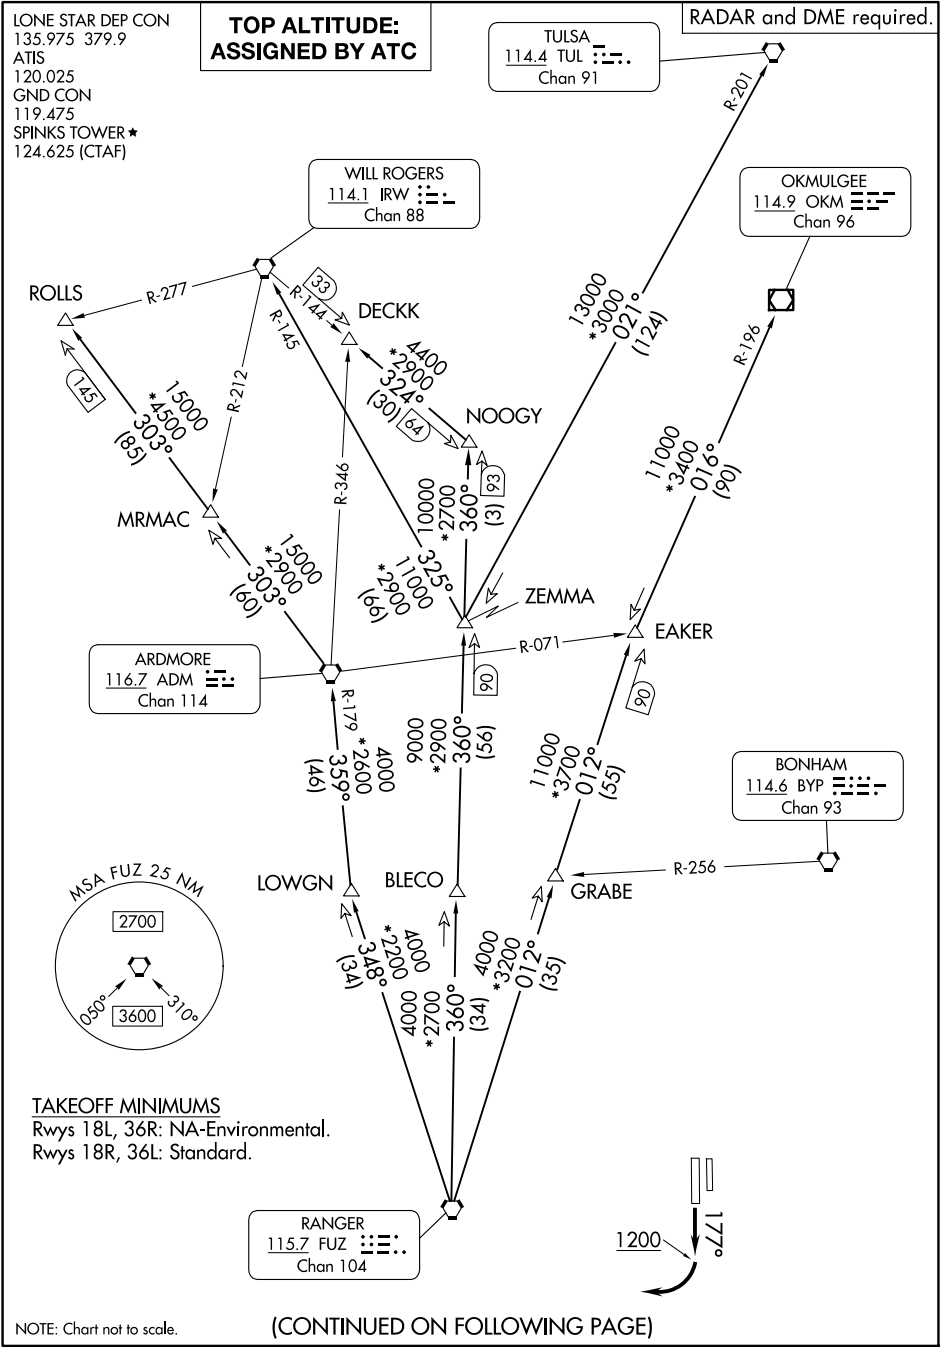 LONE STAR DEP CON
135.975 379.9
ATIS
120.025
GND CON
119.475
SPINKS TOWER★
124.625 (CTAF)
TOP ALTITUDE:
ASSIGNED BY ATC
RADAR and DME required.
TULSA
114.4 TUL
Chan 91
R-201
WILL ROGERS
114.1 IRW
Chan 88
OKMULGEE
114.9 OKM
Chan 96
ROLLS
R-277
33
R-144
R-145
DECKK
13000
*3000
021°
(124)
R-196
145
15000
*4500
303°
(85)
R-212
4400
*2900
324°
(30)
64
NOOGY
11000
*3400
016°
(90)
MRMAC
R-346
10000
*2700
360°
(3)
93
15000
*2900
303°
(60)
325°
11000
*2900
(66)
ZEMMA
EAKER
R-071
ARDMORE
116.7 ADM
Chan 114
90
90
R-179
4000
*2600
359°
(46)
9000
*2900
360°
(56)
11000
*3700
012°
(55)
BONHAM
114.6 BYP
Chan 93
R-256
LOWGN
BLECO
GRABE
MSA FUZ 25 NM
2700
050°
310°
3600
4000
*2200
348°
(34)
4000
*2700
360°
(34)
4000
*3200
012°
(35)
TAKEOFF MINIMUMS
Rwys 18L, 36R: NA-Environmental.
Rwys 18R, 36L: Standard.
RANGER
115.7 FUZ
Chan 104
177°
1200
NOTE: Chart not to scale.
(CONTINUED ON FOLLOWING PAGE)